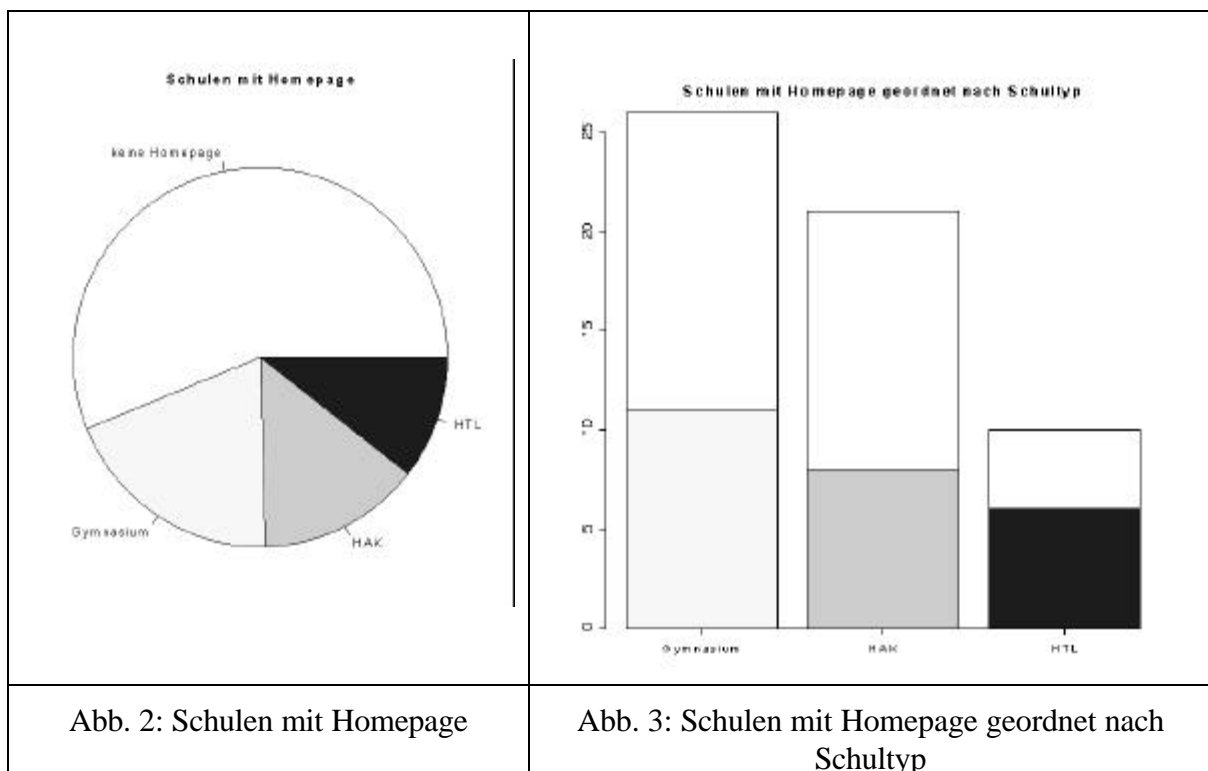 Schulen mit Homepage
keine Homepage
HTL
Gymnasium
HAK
Schulen mit Homepage geordnet nach Schultyp
25
20
15
10
5
0
Gymnasium
HAK
HTL
Abb. 2: Schulen mit Homepage
Abb. 3: Schulen mit Homepage geordnet nach
Schultyp